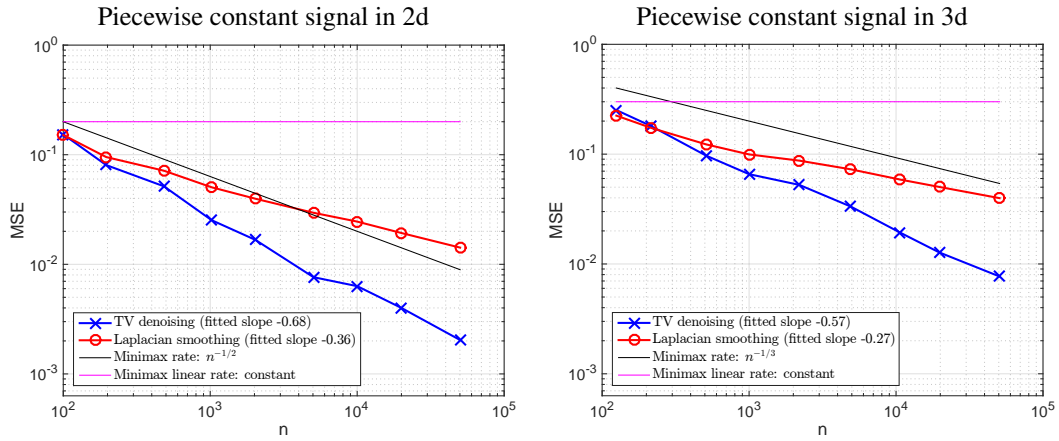 Piecewise constant signal in 2d
10^0
10^-1
10^-2
10^-3
MSE
TV denoising (fitted slope -0.68)
Laplacian smoothing (fitted slope -0.36)
Minimax rate: n^{-1/2}
Minimax linear rate: constant
10^2
10^3
10^4
10^5
n
Piecewise constant signal in 3d
10^0
10^-1
10^-2
10^-3
MSE
TV denoising (fitted slope -0.57)
Laplacian smoothing (fitted slope -0.27)
Minimax rate: n^{-1/3}
Minimax linear rate: constant
10^2
10^3
10^4
10^5
n